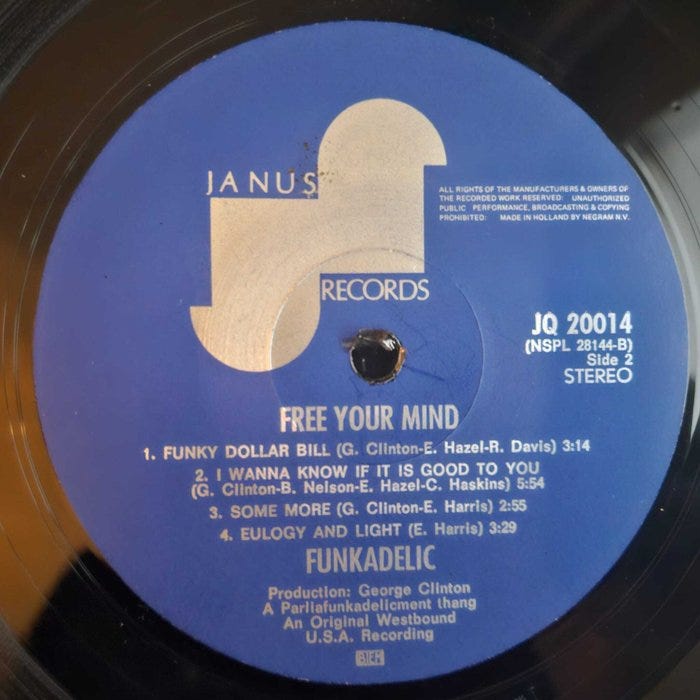 JANUS
RECORDS
ALL RIGHTS OF THE MANUFACTURERS & OWNERS OF
THE RECORDED WORK RESERVED: UNAUTHORIZED
PUBLIC PERFORMANCE, BROADCASTING & COPYING
PROHIBITED: MADE IN HOLLAND BY NEGRAM N.V.
JQ 20014
(NSPL 28144-B)
Side 2
STEREO
FREE YOUR MIND
1. FUNKY DOLLAR BILL (G. Clinton-E. Hazel-R. Davis) 3:14
2. I WANNA KNOW IF IT IS GOOD TO YOU
(G. Clinton-B. Nelson-E. Hazel-C. Haskins) 5:54
3. SOME MORE (G. Clinton-E. Harris) 2:55
4. EULOGY AND LIGHT (E. Harris) 3:29
FUNKADELIC
Production: George Clinton
A Parliafunkadelicment thang
An Original Westbound
U.S.A. Recording
BIEM